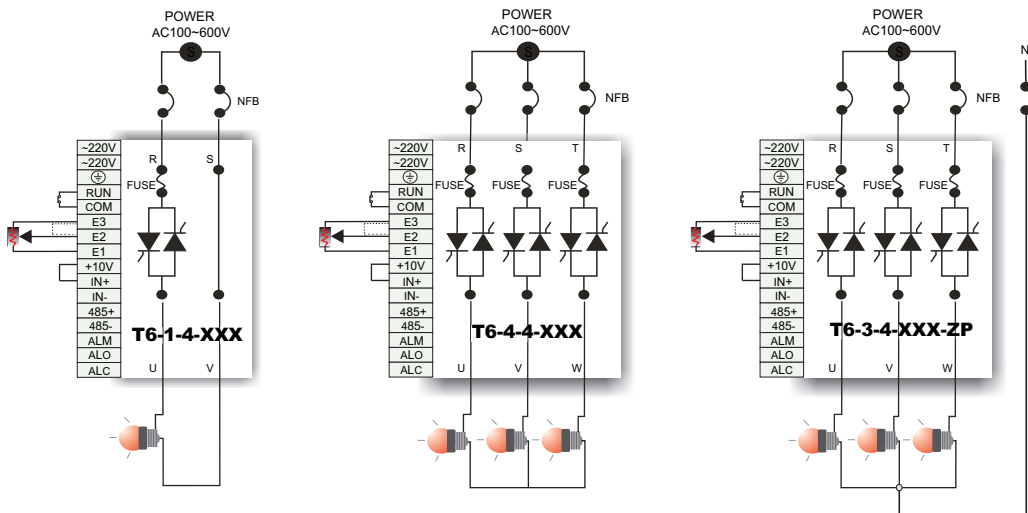 POWER
AC100~600V
S
NFB
~220V
~220V
RUN
COM
E3
E2
E1
+10V
IN+
IN-
485+
485-
ALM
ALO
ALC
R
S
FUSE
T6-1-4-XXX
U
V
POWER
AC100~600V
S
NFB
~220V
~220V
RUN
COM
E3
E2
E1
+10V
IN+
IN-
485+
485-
ALM
ALO
ALC
R
S
T
FUSE
FUSE
FUSE
T6-4-4-XXX
U
V
W
POWER
AC100~600V
S
NFB
~220V
~220V
RUN
COM
E3
E2
E1
+10V
IN+
IN-
485+
485-
ALM
ALO
ALC
R
S
T
FUSE
FUSE
FUSE
T6-3-4-XXX-ZP
U
V
W
N